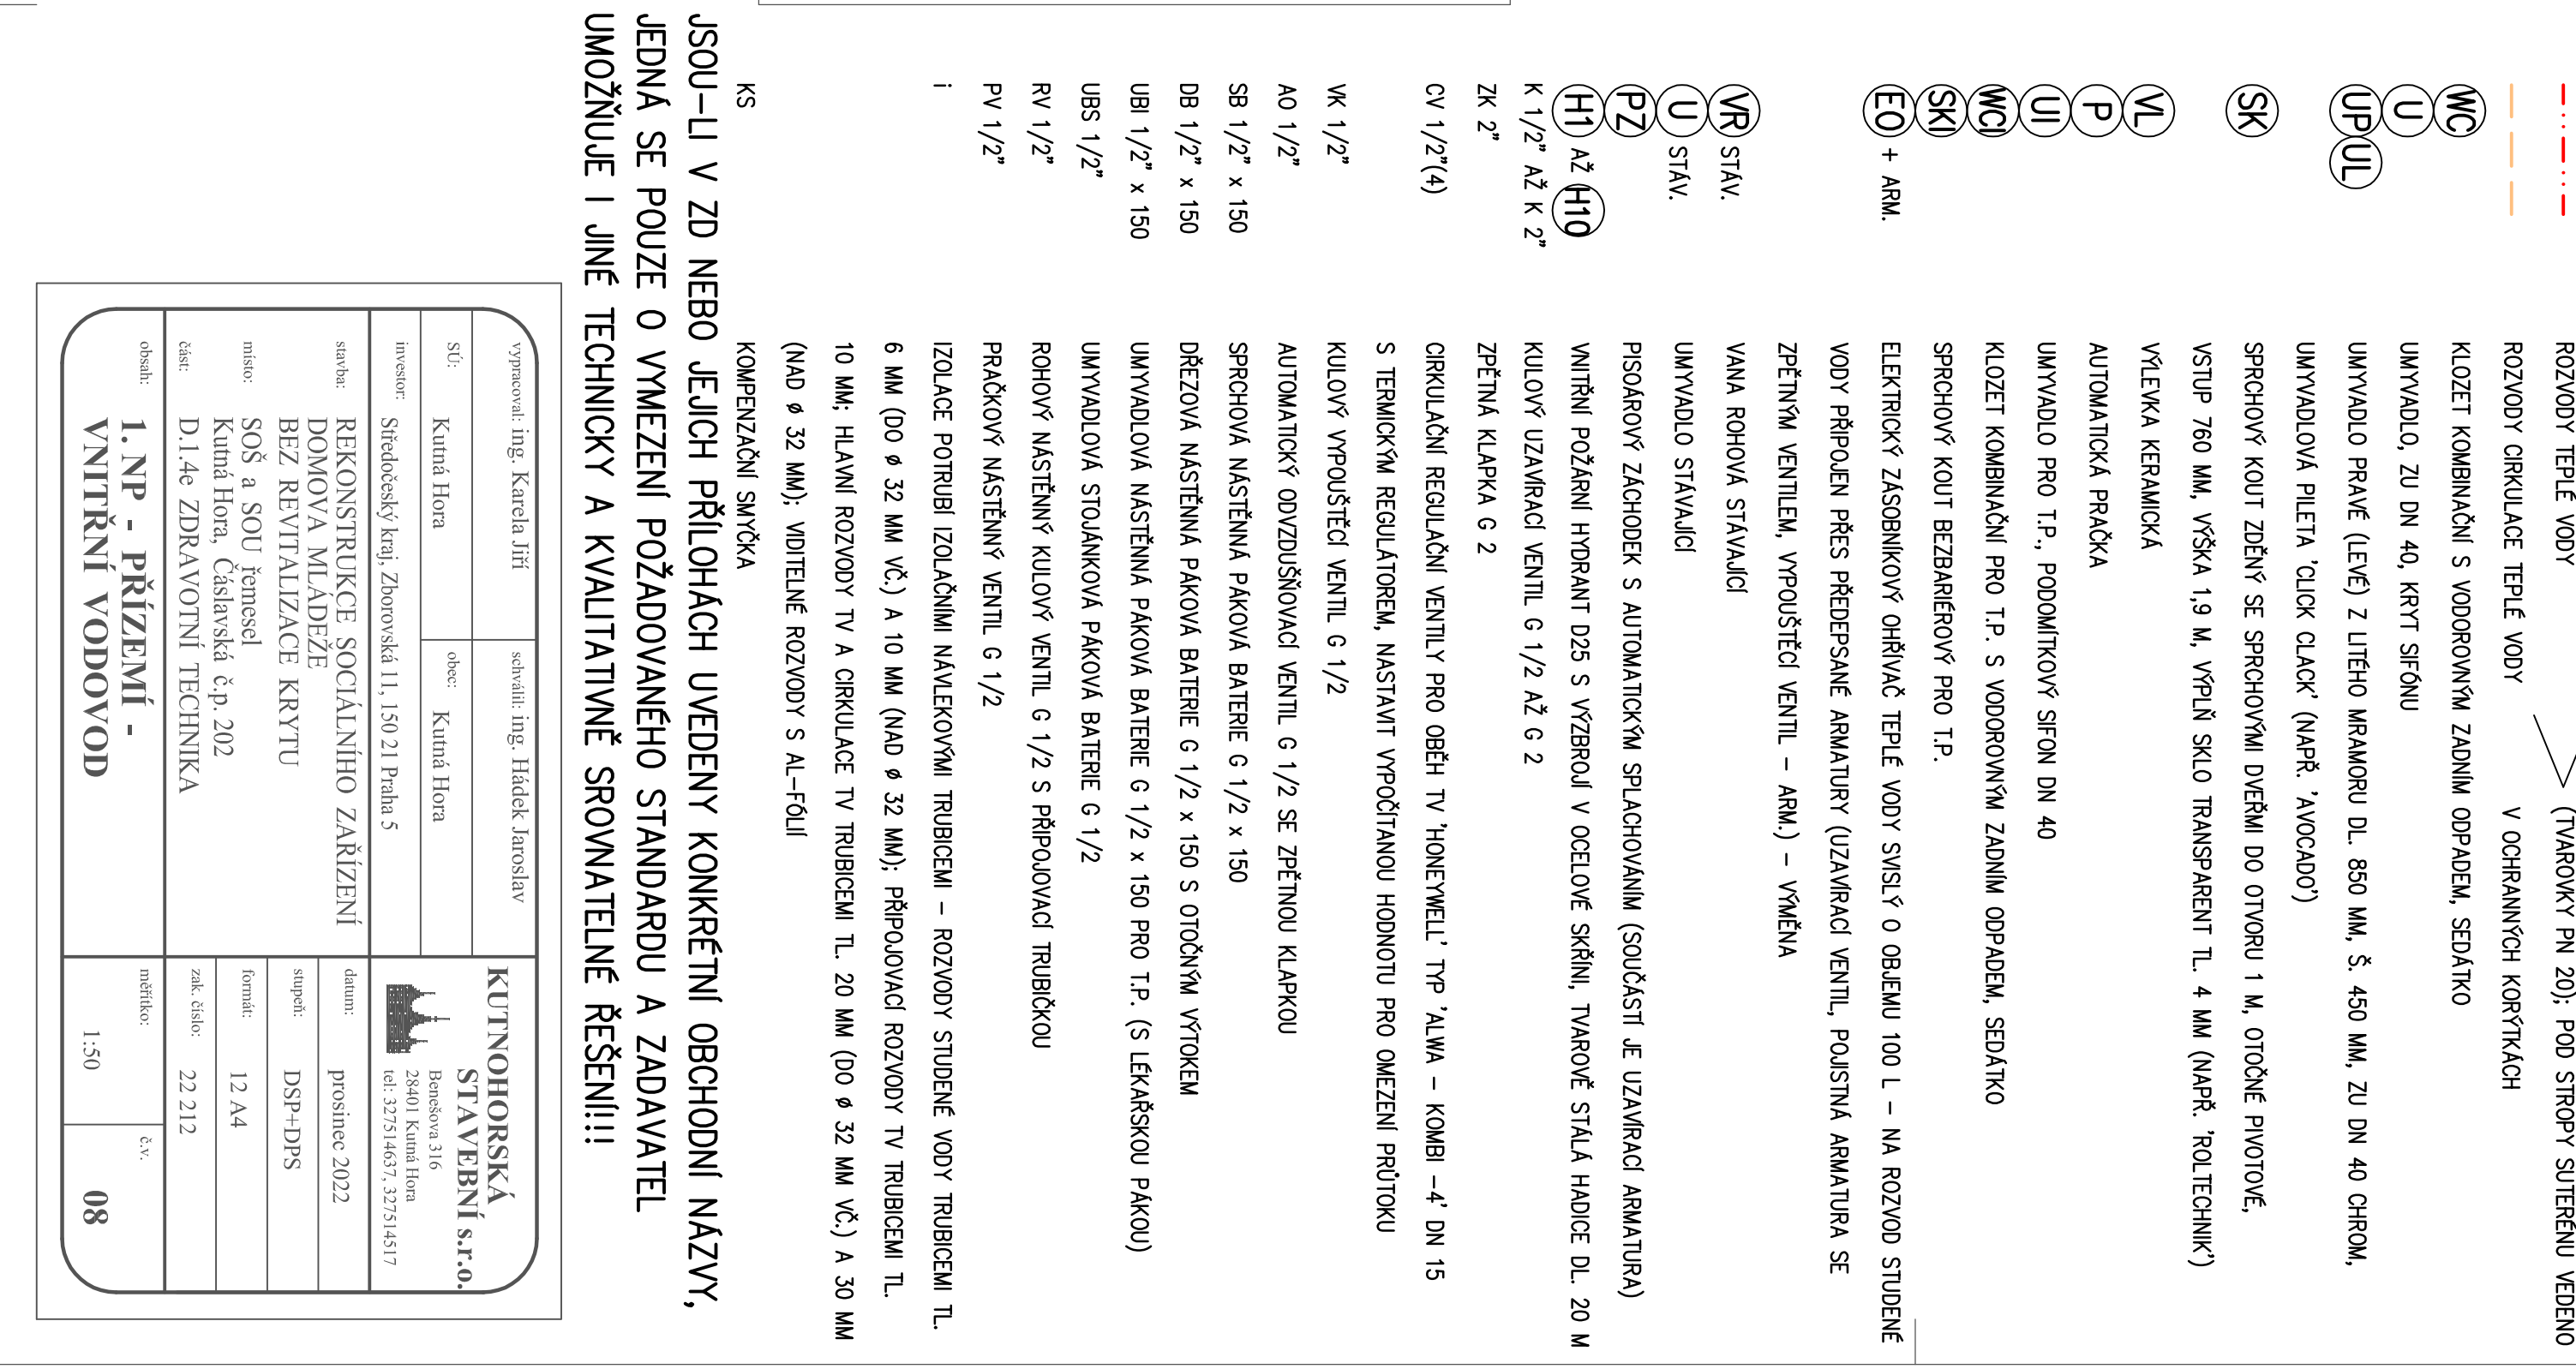 ROZVODY TEPLÉ VODY (TVAROVKY PN 20); POD STROPY SUTERÉNU VEDENO
ROZVODY CIRKULACE TEPLÉ VODY V OCHRANNÝCH KORÝTKÁCH
WC KLOZET KOMBINAČNÍ S VODOROVNÝM ZADNÍM ODPADEM, SEDÁTKO
U UMYVADLO, ZU DN 40, KRYT SIFÓNU
UP UL UMYVADLO PRAVÉ (LEVÉ) Z LITÉHO MRAMORU DL. 850 MM, Š. 450 MM, ZU DN 40 CHROM,
UMYVADLOVÁ PILETA 'CLICK CLACK' (NAPŘ. 'AVOCADO')
SK SPRCHOVÝ KOUT ZDĚNÝ SE SPRCHOVÝMI DVEŘMI DO OTVORU 1 M, OTOČNÉ PIVOTOVÉ,
VSTUP 760 MM, VÝŠKA 1,9 M, VÝPLŇ SKLO TRANSPARENT TL. 4 MM (NAPŘ. 'ROLTECHNIK')
VL VÝLEVKA KERAMICKÁ
P AUTOMATICKÁ PRAČKA
UI UMYVADLO PRO T.P., PODOMÍTKOVÝ SIFON DN 40
WCI KLOZET KOMBINAČNÍ PRO T.P. S VODOROVNÝM ZADNÍM ODPADEM, SEDÁTKO
SKI SPRCHOVÝ KOUT BEZBARIÉROVÝ PRO T.P.
EO + ARM. ELEKTRICKÝ ZÁSOBNÍKOVÝ OHŘÍVAČ TEPLÉ VODY SVISLÝ O OBJEMU 100 L – NA ROZVOD STUDENÉ
VODY PŘIPOJEN PŘES PŘEDEPSANÉ ARMATURY (UZAVÍRACÍ VENTIL, POJISTNÁ ARMATURA SE
ZPĚTNÝM VENTILEM, VYPOUŠTĚCÍ VENTIL – ARM.) – VÝMĚNA
VR STÁV. VANA ROHOVÁ STÁVAJÍCÍ
U STÁV. UMYVADLO STÁVAJÍCÍ
PZ PISOÁROVÝ ZÁCHODEK S AUTOMATICKÝM SPLACHOVÁNÍM (SOUČÁSTÍ JE UZAVÍRACÍ ARMATURA)
H1 AŽ H10 VNITŘNÍ POŽÁRNÍ HYDRANT D25 S VÝZBROJÍ V OCELOVÉ SKŘÍNI, TVAROVĚ STÁLÁ HADICE DL. 20 M
K 1/2" AŽ K 2" KULOVÝ UZAVÍRACÍ VENTIL G 1/2 AŽ G 2
ZK 2" ZPĚTNÁ KLAPKA G 2
CV 1/2"(4) CIRKULAČNÍ REGULAČNÍ VENTILY PRO OBĚH TV 'HONEYWELL' TYP 'ALWA – KOMBI –4' DN 15
S TERMICKÝM REGULÁTOREM, NASTAVIT VYPOČÍTANOU HODNOTU PRO OMEZENÍ PRŮTOKU
VK 1/2" KULOVÝ VYPOUŠTĚCÍ VENTIL G 1/2
AO 1/2" AUTOMATICKÝ ODVZDUŠŇOVACÍ VENTIL G 1/2 SE ZPĚTNOU KLAPKOU
SB 1/2" x 150 SPRCHOVÁ NÁSTĚNNÁ PÁKOVÁ BATERIE G 1/2 x 150
DB 1/2" x 150 DŘEZOVÁ NÁSTĚNNÁ PÁKOVÁ BATERIE G 1/2 x 150 S OTOČNÝM VÝTOKEM
UBI 1/2" x 150 UMYVADLOVÁ NÁSTĚNNÁ PÁKOVÁ BATERIE G 1/2 x 150 PRO T.P. (S LÉKAŘSKOU PÁKOU)
UBS 1/2" UMYVADLOVÁ STOJÁNKOVÁ PÁKOVÁ BATERIE G 1/2
RV 1/2" ROHOVÝ NÁSTĚNNÝ KULOVÝ VENTIL G 1/2 S PŘIPOJOVACÍ TRUBIČKOU
PV 1/2" PRAČKOVÝ NÁSTĚNNÝ VENTIL G 1/2
i IZOLACE POTRUBÍ IZOLAČNÍMI NÁVLEKOVÝMI TRUBICEMI – ROZVODY STUDENÉ VODY TRUBICEMI TL.
6 MM (DO ø 32 MM VČ.) A 10 MM (NAD ø 32 MM); PŘIPOJOVACÍ ROZVODY TV TRUBICEMI TL.
10 MM; HLAVNÍ ROZVODY TV A CIRKULACE TV TRUBICEMI TL. 20 MM (DO ø 32 MM VČ.) A 30 MM
(NAD ø 32 MM); VIDITELNÉ ROZVODY S AL–FÓLIÍ
KS KOMPENZAČNÍ SMYČKA
JSOU–LI V ZD NEBO JEJICH PŘÍLOHÁCH UVEDENY KONKRÉTNÍ OBCHODNÍ NÁZVY,
JEDNÁ SE POUZE O VYMEZENÍ POŽADOVANÉHO STANDARDU A ZADAVATEL
UMOŽŇUJE I JINÉ TECHNICKY A KVALITATIVNĚ SROVNATELNÉ ŘEŠENÍ!!!
vypracoval: ing. Karela Jiří
schválil: ing. Hádek Jaroslav
SÚ: Kutná Hora
obec: Kutná Hora
investor: Středočeský kraj, Zborovská 11, 150 21 Praha 5
stavba: REKONSTRUKCE SOCIÁLNÍHO ZAŘÍZENÍ
DOMOVA MLÁDEŽE
BEZ REVITALIZACE KRYTU
místo: SOŠ a SOU řemesel
Kutná Hora, Čáslavská č.p. 202
část: D.1.4e ZDRAVOTNÍ TECHNIKA
obsah: 1. NP - PŘÍZEMÍ -
VNITŘNÍ VODOVOD
KUTNOHORSKÁ
STAVEBNÍ s.r.o.
Benešova 316
28401 Kutná Hora
tel: 327514637, 327514517
datum: prosinec 2022
stupeň: DSP+DPS
formát: 12 A4
zak. číslo: 22 212
měřítko: 1:50
č.v. 08